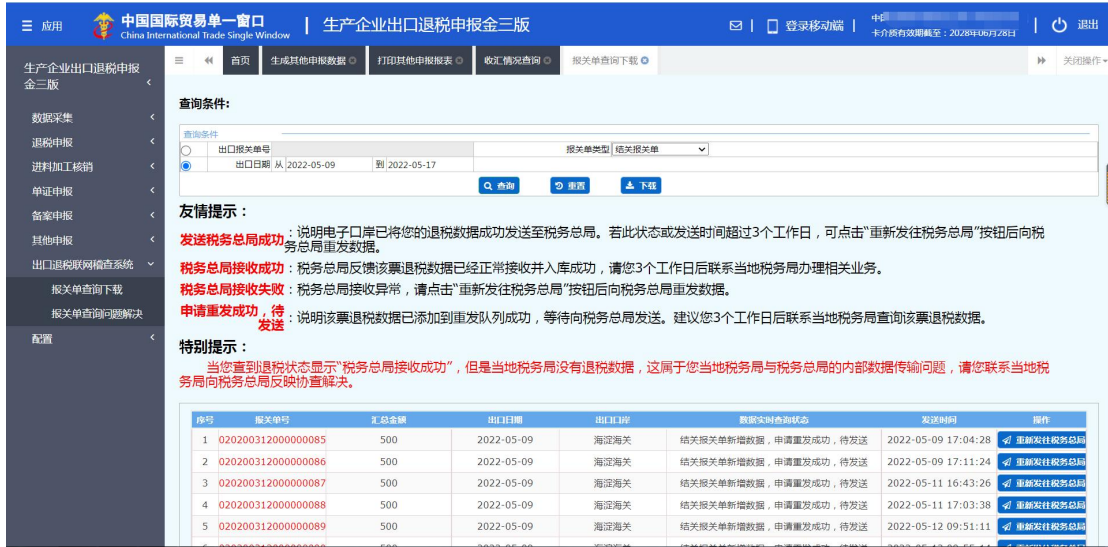 应用
中国国际贸易单一窗口
China International Trade Single Window
生产企业出口退税申报金三版
登录移动端
卡介质有效期截至：2028年06月28日
退出
生产企业出口退税申报
金三版
数据采集
退税申报
进料加工核销
单证申报
备案申报
其他申报
出口退税联网稽查系统
报关单查询下载
报关单查询问题解决
配置
首页 生成其他申报数据 打印其他申报报表 收汇情况查询 报关单查询下载 关闭操作
查询条件:
查询条件
出口报关单号 报关单类型 结关报关单
出口日期 从 2022-05-09 到 2022-05-17
查询 重置 下载
友情提示：
发送税务总局成功：说明电子口岸已将您的退税数据成功发送至税务总局。若此状态或发送时间超过3个工作日，可点击“重新发往税务总局”按钮后向税
务总局重发数据。
税务总局接收成功：税务总局反馈该票退税数据已经正常接收并入库成功，请您3个工作日后联系当地税务局办理相关业务。
税务总局接收失败：税务总局接收异常，请点击“重新发往税务总局”按钮后向税务总局重发数据。
申请重发成功，待
发送：说明该票退税数据已添加到重发队列成功，等待向税务总局发送。建议您3个工作日后联系当地税务局查询该票退税数据。
特别提示：
当您查到退税状态显示“税务总局接收成功”，但是当地税务局没有退税数据，这属于您当地税务局与税务总局的内部数据传输问题，请您联系当地税
务局向税务总局反映协查解决。
序号 报关单号 汇总金额 出口日期 出口口岸 数据实时查询状态 发送时间 操作
1 020200312000000085 500 2022-05-09 海淀海关 结关报关单新增数据，申请重发成功，待发送 2022-05-09 17:04:28 重新发往税务总局
2 020200312000000086 500 2022-05-09 海淀海关 结关报关单新增数据，申请重发成功，待发送 2022-05-09 17:11:24 重新发往税务总局
3 020200312000000087 500 2022-05-09 海淀海关 结关报关单新增数据，申请重发成功，待发送 2022-05-11 16:43:26 重新发往税务总局
4 020200312000000088 500 2022-05-09 海淀海关 结关报关单新增数据，申请重发成功，待发送 2022-05-11 17:03:38 重新发往税务总局
5 020200312000000089 500 2022-05-09 海淀海关 结关报关单新增数据，申请重发成功，待发送 2022-05-12 09:51:11 重新发往税务总局